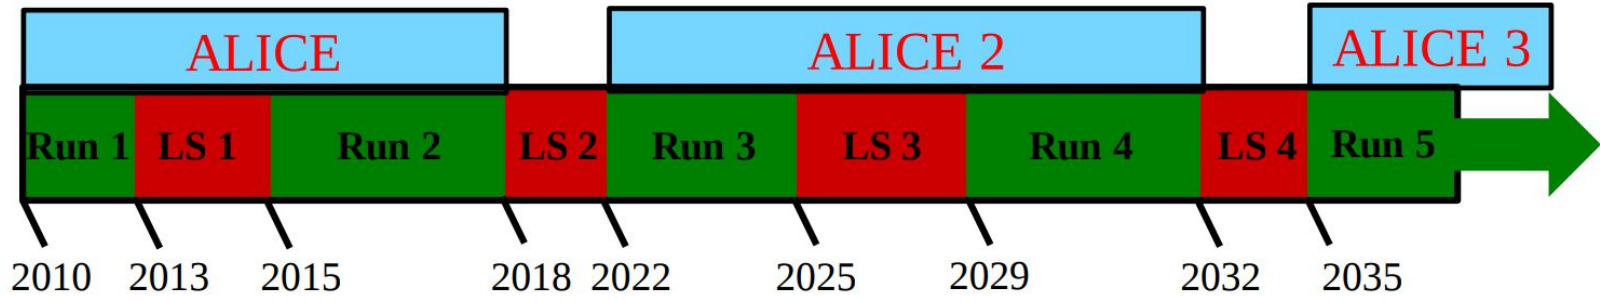 ALICE ALICE 2 ALICE 3
Run 1 LS 1 Run 2 LS 2 Run 3 LS 3 Run 4 LS 4 Run 5
2010 2013 2015 2018 2022 2025 2029 2032 2035